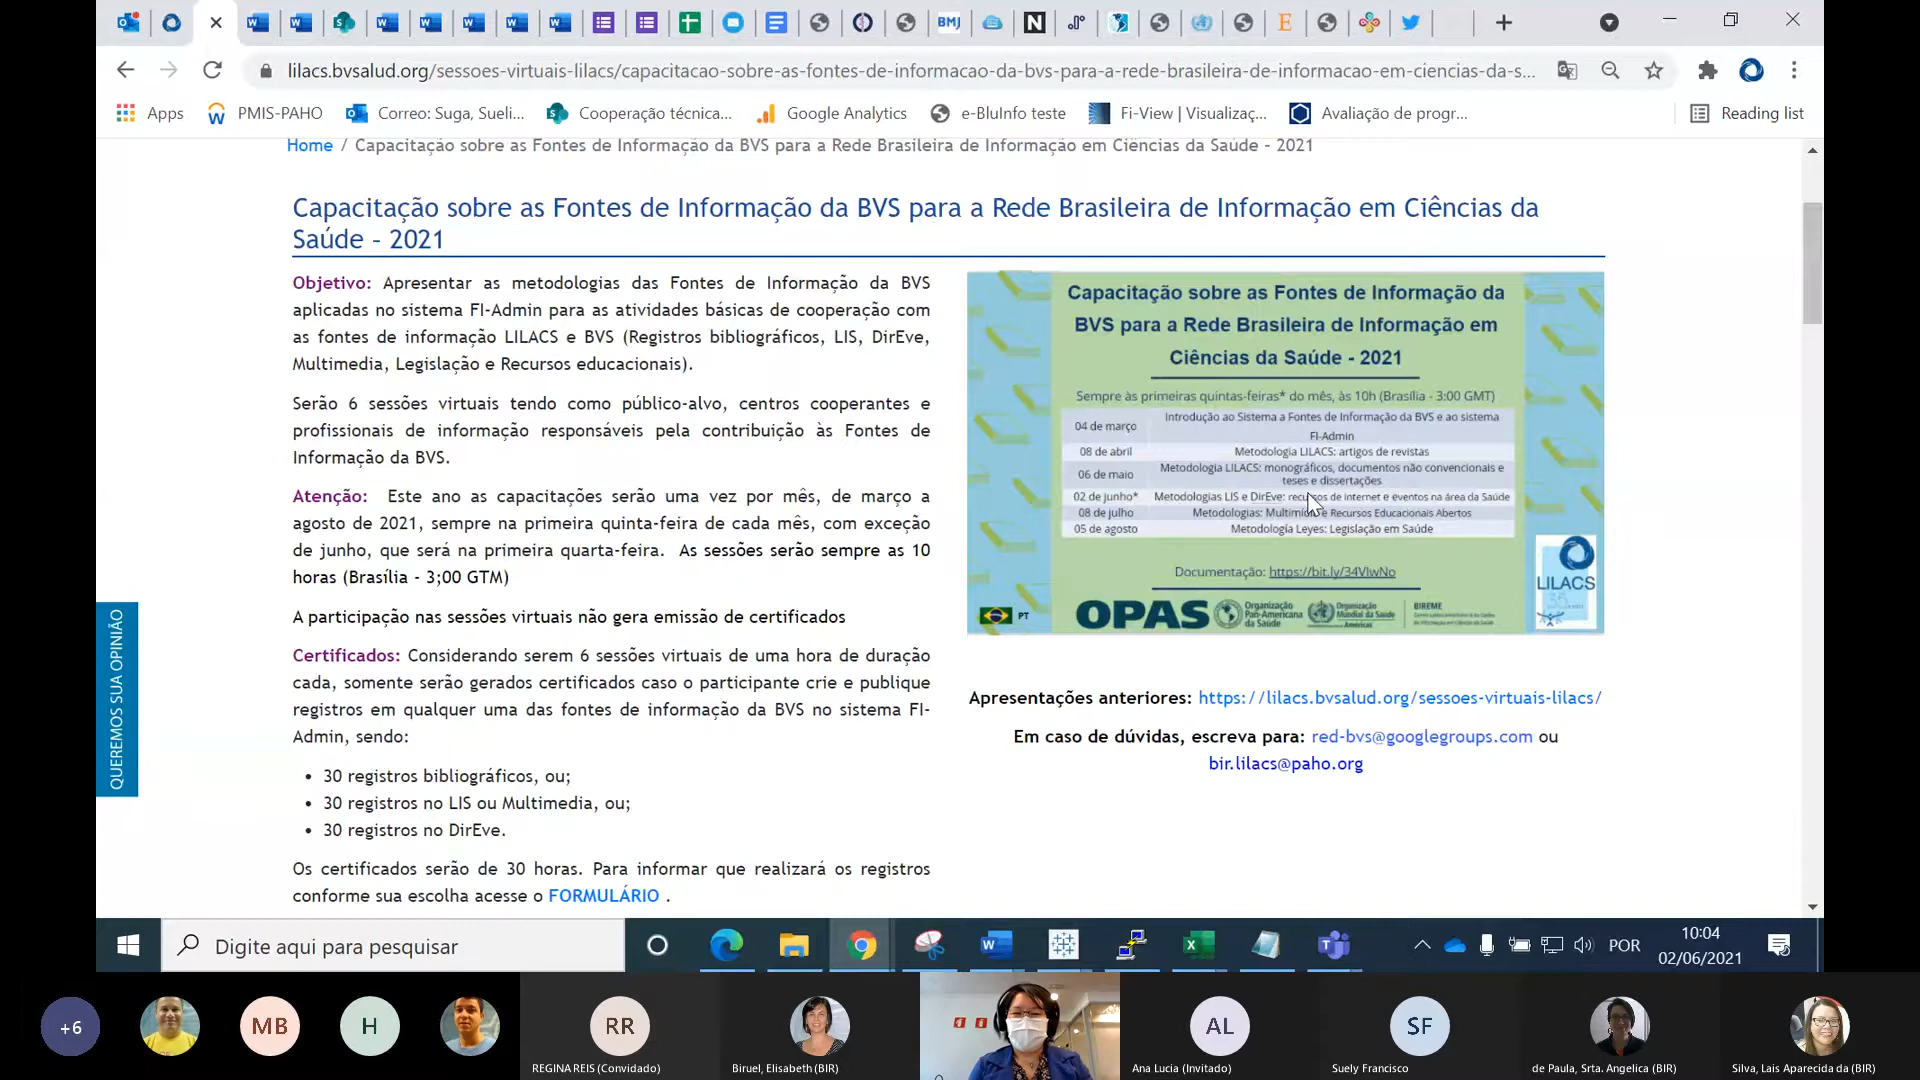 BMJ
N
E
lilacs.bvsalud.org/sessoes-virtuais-lilacs/capacitacao-sobre-as-fontes-de-informacao-da-bvs-para-a-rede-brasileira-de-informacao-em-ciencias-da-s...
Apps
PMIS-PAHO
Correo: Suga, Sueli...
Cooperação técnica...
Google Analytics
e-BluInfo teste
Fi-View | Visualizaç...
Avaliação de progr...
Reading list
Home / Capacitação sobre as Fontes de Informação da BVS para a Rede Brasileira de Informação em Ciências da Saúde - 2021
Capacitação sobre as Fontes de Informação da BVS para a Rede Brasileira de Informação em Ciências da
Saúde - 2021
Objetivo: Apresentar as metodologias das Fontes de Informação da BVS
aplicadas no sistema FI-Admin para as atividades básicas de cooperação com
as fontes de informação LILACS e BVS (Registros bibliográficos, LIS, DirEve,
Multimedia, Legislação e Recursos educacionais).
Serão 6 sessões virtuais tendo como público-alvo, centros cooperantes e
profissionais de informação responsáveis pela contribuição às Fontes de
Informação da BVS.
Atenção: Este ano as capacitações serão uma vez por mês, de março a
agosto de 2021, sempre na primeira quinta-feira de cada mês, com exceção
de junho, que será na primeira quarta-feira. As sessões serão sempre as 10
horas (Brasília - 3;00 GTM)
A participação nas sessões virtuais não gera emissão de certificados
Certificados: Considerando serem 6 sessões virtuais de uma hora de duração
cada, somente serão gerados certificados caso o participante crie e publique
registros em qualquer uma das fontes de informação da BVS no sistema FI-
Admin, sendo:
• 30 registros bibliográficos, ou;
• 30 registros no LIS ou Multimedia, ou;
• 30 registros no DirEve.
Os certificados serão de 30 horas. Para informar que realizará os registros
conforme sua escolha acesse o FORMULÁRIO .
Capacitação sobre as Fontes de Informação da
BVS para a Rede Brasileira de Informação em
Ciências da Saúde - 2021
Sempre às primeiras quintas-feiras* do mês, às 10h (Brasília - 3:00 GMT)
04 de março Introdução ao Sistema a Fontes de Informação da BVS e ao sistema
FI-Admin
08 de abril Metodologia LILACS: artigos de revistas
06 de maio Metodologia LILACS: monográficos, documentos não convencionais e
teses e dissertações
02 de junho* Metodologias LIS e DirEve: recursos de internet e eventos na área da Saúde
08 de julho Metodologias: Multimídia e Recursos Educacionais Abertos
05 de agosto Metodologia Leyes: Legislação em Saúde
Documentação: https://bit.ly/34VlwNo
PT
OPAS
Organização
Pan-Americana
da Saúde
Organização
Mundial da Saúde
Américas
BIREME
LILACS
Apresentações anteriores: https://lilacs.bvsalud.org/sessoes-virtuais-lilacs/
Em caso de dúvidas, escreva para: red-bvs@googlegroups.com ou
bir.lilacs@paho.org
QUEREMOS SUA OPINIÃO
Digite aqui para pesquisar
POR
10:04
02/06/2021
+6
MB
H
RR
REGINA REIS (Convidado)
Biruel, Elisabeth (BIR)
AL
Ana Lucia (Invitado)
SF
Suely Francisco
de Paula, Srta. Angelica (BIR)
Silva, Lais Aparecida da (BIR)